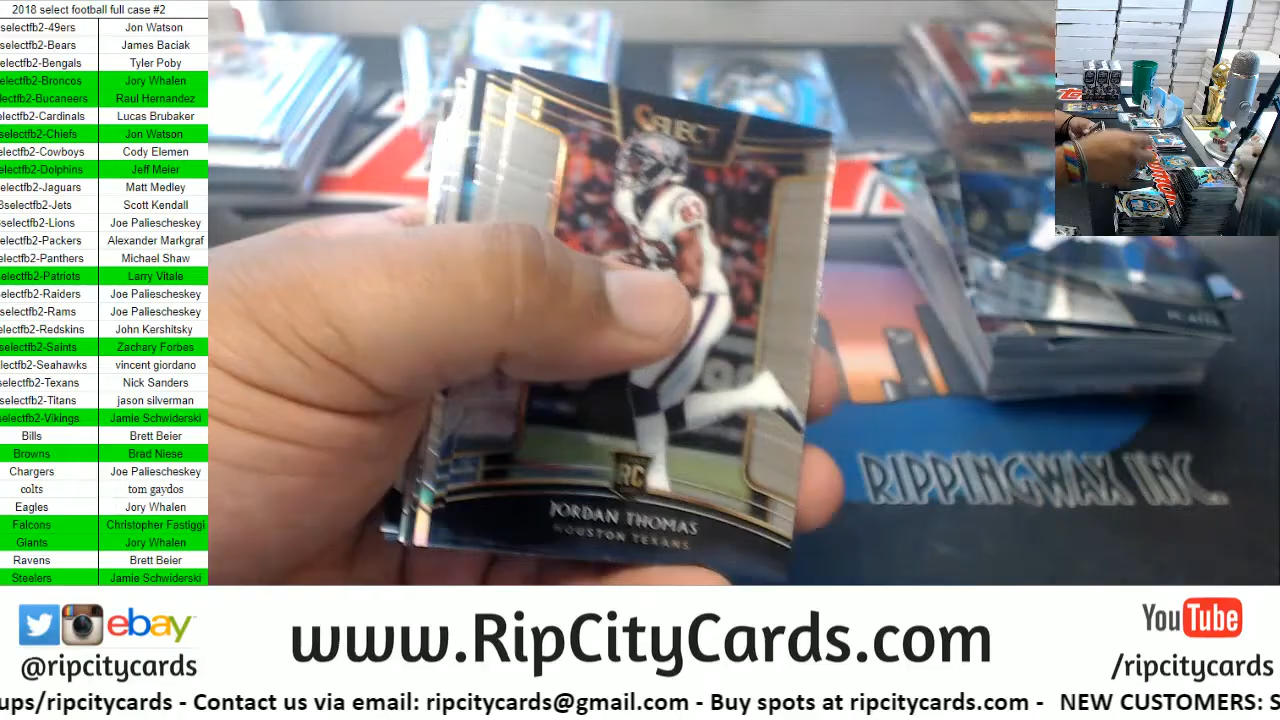 2018 select football full case #2
selectfb2-49ers Jon Watson
selectfb2-Bears James Baciak
electfb2-Bengals Tyler Poby
electfb2-Broncos Jory Whalen
lectfb2-Bucaneers Raul Hernandez
electfb2-Cardinals Lucas Brubaker
selectfb2-Chiefs Jon Watson
electfb2-Cowboys Cody Elemen
electfb2-Dolphins Jeff Meier
electfb2-Jaguars Matt Medley
8select-Jets Scott Kendall
8selectfb2-Lions Joe Paliescheskey
electfb2-Packers Alexander Markgraf
electfb2-Panthers Michael Shaw
electfb2-Patriots Larry Vitale
electfb2-Raiders Joe Paliescheskey
selectfb2-Rams Joe Paliescheskey
electfb2-Redskins John Kershitsky
selectfb2-Saints Zachary Forbes
lectfb2-Seahawks vincent giordano
selectfb2-Texans Nick Sanders
selectfb2-Titans jason silverman
electfb2-Vikings Jamie Schwiderski
Bills Brett Beier
Browns Brad Niese
Chargers Joe Paliescheskey
colts tom gaydos
Eagles Jory Whalen
Falcons Christopher Fastiggi
Giants Jory Whalen
Ravens Brett Beier
Steelers Jamie Schwiderski
SELECT
RC
JORDAN THOMAS
HOUSTON TEXANS
RIPPINGWAX INC.
ebay
@ripcitycards
www.RipCityCards.com
YouTube
/ripcitycards
ups/ripcitycards - Contact us via email: ripcitycards@gmail.com - Buy spots at ripcitycards.com - NEW CUSTOMERS: S